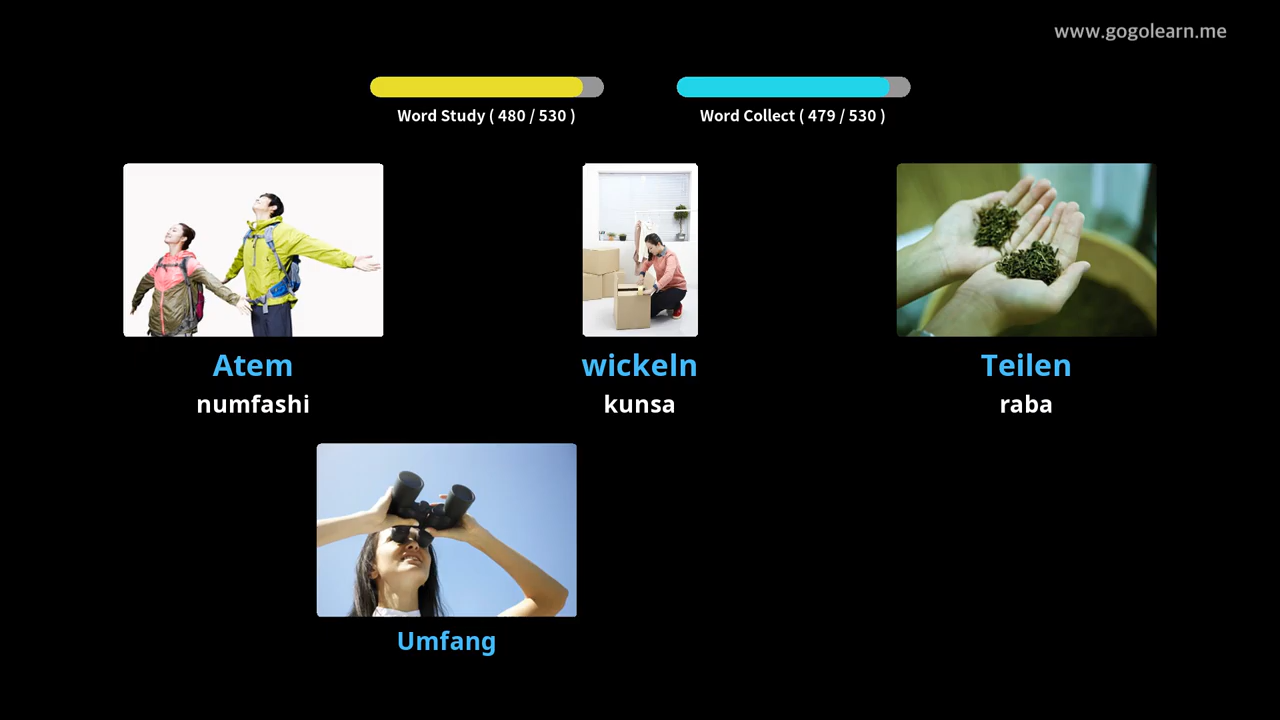 www.gogolearn.me
Word Study ( 480 / 530 )
Word Collect ( 479 / 530 )
Atem
numfashi
wickeln
kunsa
Teilen
raba
Umfang